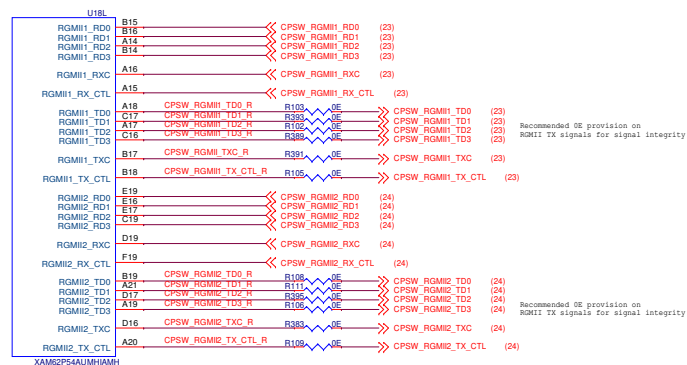 U18L
RGMII1_RD0 B15 CPSW_RGMII1_RD0 (23)
RGMII1_RD1 B16 CPSW_RGMII1_RD1 (23)
RGMII1_RD2 A14 CPSW_RGMII1_RD2 (23)
RGMII1_RD3 B14 CPSW_RGMII1_RD3 (23)
RGMII1_RXC A16 CPSW_RGMII1_RXC (23)
RGMII1_RX_CTL A15 CPSW_RGMII1_RX_CTL (23)
RGMII1_TD0 A18 CPSW_RGMII1_TD0_R R103 0E CPSW_RGMII1_TD0 (23)
RGMII1_TD1 C17 CPSW_RGMII1_TD1_R R393 0E CPSW_RGMII1_TD1 (23)
RGMII1_TD2 A17 CPSW_RGMII1_TD2_R R102 0E CPSW_RGMII1_TD2 (23)
RGMII1_TD3 C16 CPSW_RGMII1_TD3_R R389 0E CPSW_RGMII1_TD3 (23)
Recommended 0E provision on
RGMII TX signals for signal integrity
RGMII1_TXC B17 CPSW_RGMII_TXC_R R391 0E CPSW_RGMII1_TXC (23)
RGMII1_TX_CTL B18 CPSW_RGMII1_TX_CTL_R R105 0E CPSW_RGMII1_TX_CTL (23)
RGMII2_RD0 E19 CPSW_RGMII2_RD0 (24)
RGMII2_RD1 E16 CPSW_RGMII2_RD1 (24)
RGMII2_RD2 E17 CPSW_RGMII2_RD2 (24)
RGMII2_RD3 C19 CPSW_RGMII2_RD3 (24)
RGMII2_RXC D19 CPSW_RGMII2_RXC (24)
RGMII2_RX_CTL F19 CPSW_RGMII2_RX_CTL (24)
RGMII2_TD0 B19 CPSW_RGMII2_TD0_R R108 0E CPSW_RGMII2_TD0 (24)
RGMII2_TD1 A21 CPSW_RGMII2_TD1_R R111 0E CPSW_RGMII2_TD1 (24)
RGMII2_TD2 D17 CPSW_RGMII2_TD2_R R395 0E CPSW_RGMII2_TD2 (24)
RGMII2_TD3 A19 CPSW_RGMII2_TD3_R R106 0E CPSW_RGMII2_TD3 (24)
Recommended 0E provision on
RGMII TX signals for signal integrity
RGMII2_TXC D16 CPSW_RGMII2_TXC_R R383 0E CPSW_RGMII2_TXC (24)
RGMII2_TX_CTL A20 CPSW_RGMII2_TX_CTL_R R109 0E CPSW_RGMII2_TX_CTL (24)
XAM62P54AUMHIAMH